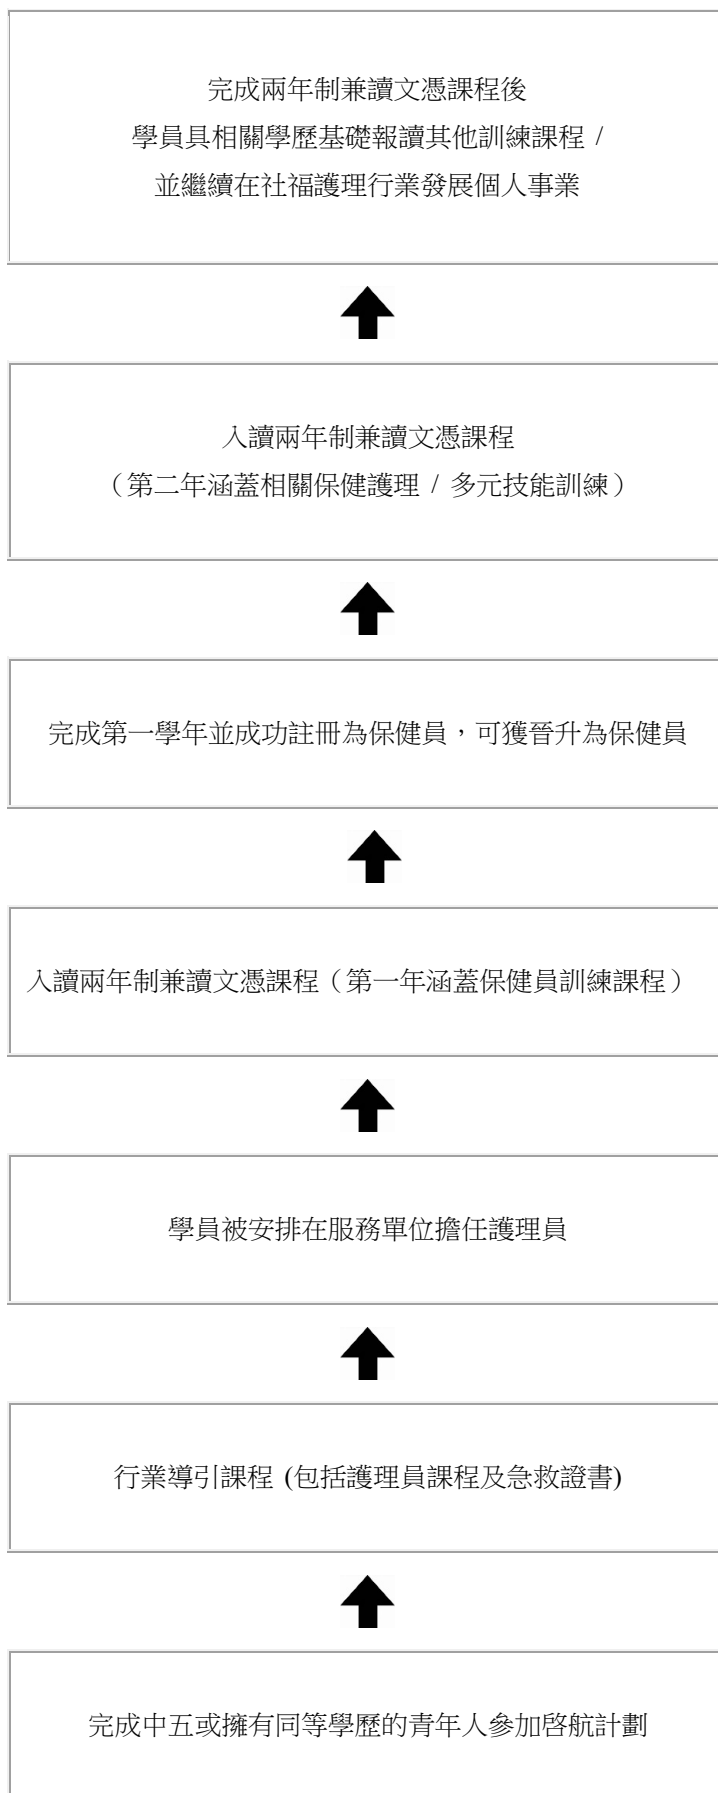 完成兩年制兼讀文憑課程後
學員具相關學歷基礎報讀其他訓練課程 /
並繼續在社福護理行業發展個人事業
入讀兩年制兼讀文憑課程
（第二年涵蓋相關保健護理 / 多元技能訓練）
完成第一學年並成功註冊為保健員，可獲晉升為保健員
入讀兩年制兼讀文憑課程（第一年涵蓋保健員訓練課程）
學員被安排在服務單位擔任護理員
行業導引課程 (包括護理員課程及急救證書)
完成中五或擁有同等學歷的青年人參加啓航計劃